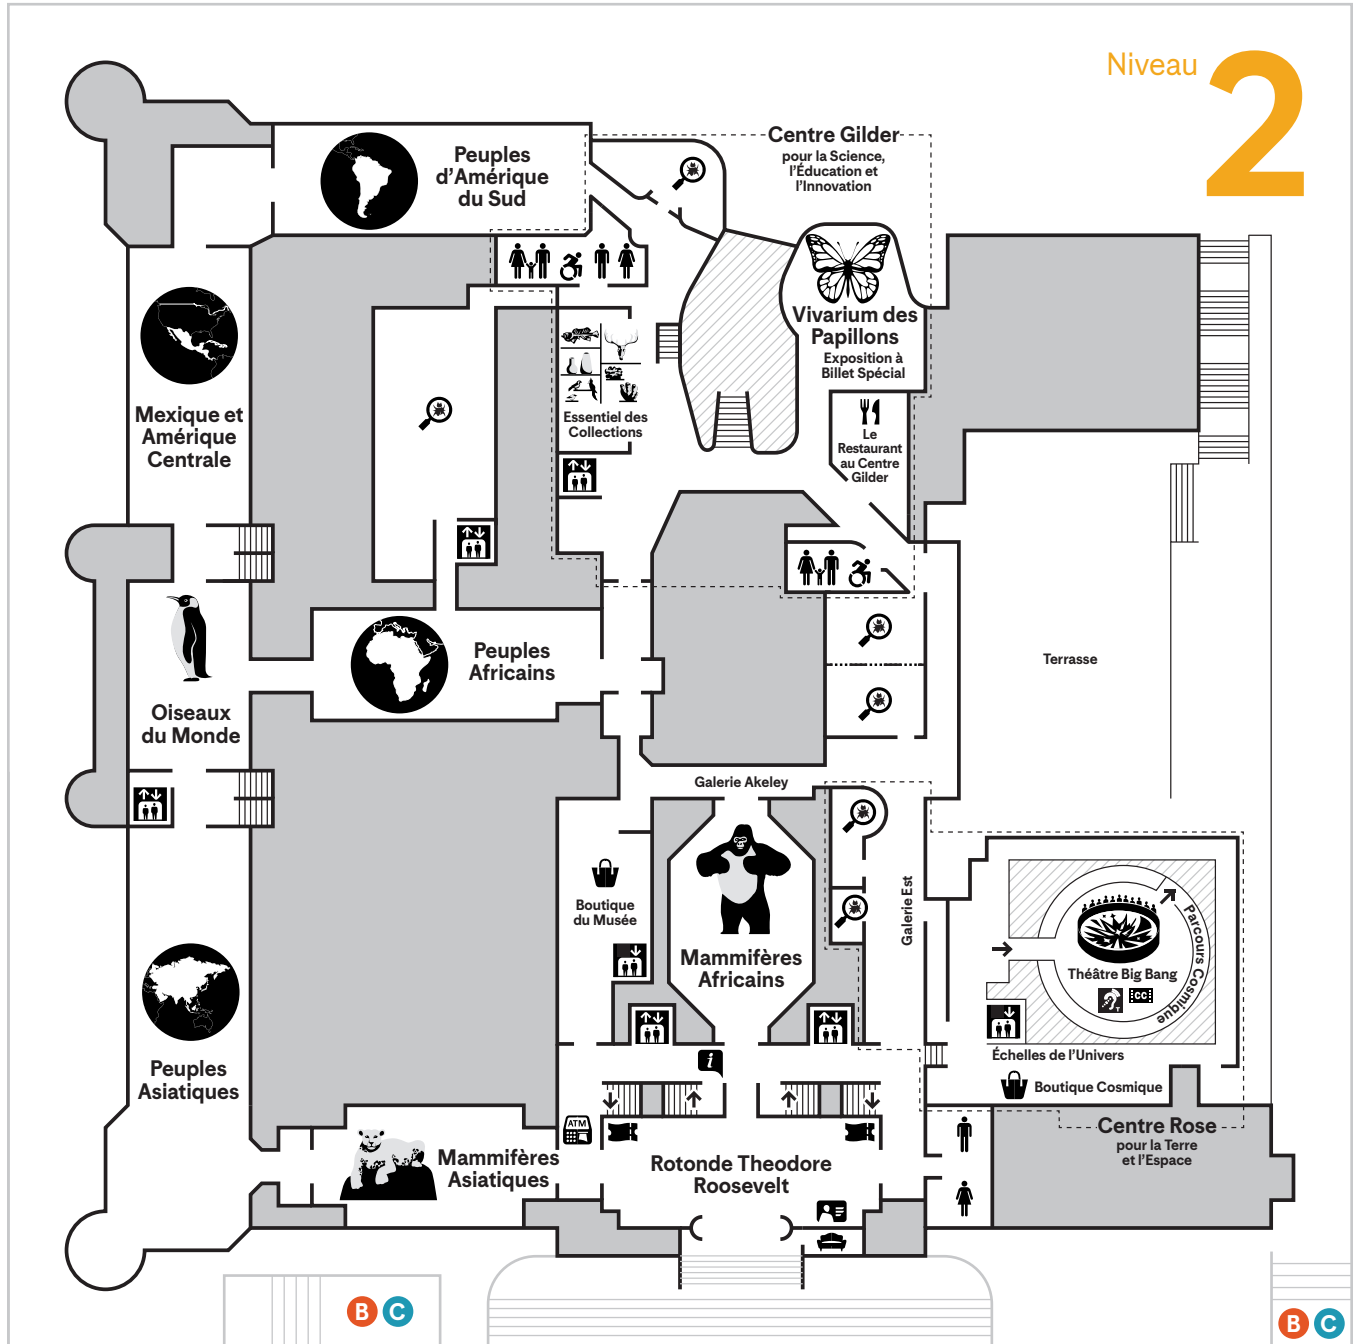 Niveau 2
Centre Gilder
pour la Science,
l'Éducation et
l'Innovation
Peuples
d'Amérique
du Sud
Vivarium des
Papillons
Exposition à
Billet Spécial
Mexique et
Amérique
Centrale
Essentiel des
Collections
Le
Restaurant
au Centre
Gilder
Peuples
Africains
Terrasse
Oiseaux
du Monde
Galerie Akeley
Boutique
du Musée
Galerie Est
Mammifères
Africains
Parcours Cosmique
Théâtre Big Bang
T
CC
Échelles de l'Univers
Boutique Cosmique
i
Peuples
Asiatiques
ATM
Centre Rose
pour la Terre
et l'Espace
Mammifères
Asiatiques
Rotonde Theodore
Roosevelt
B C
B C